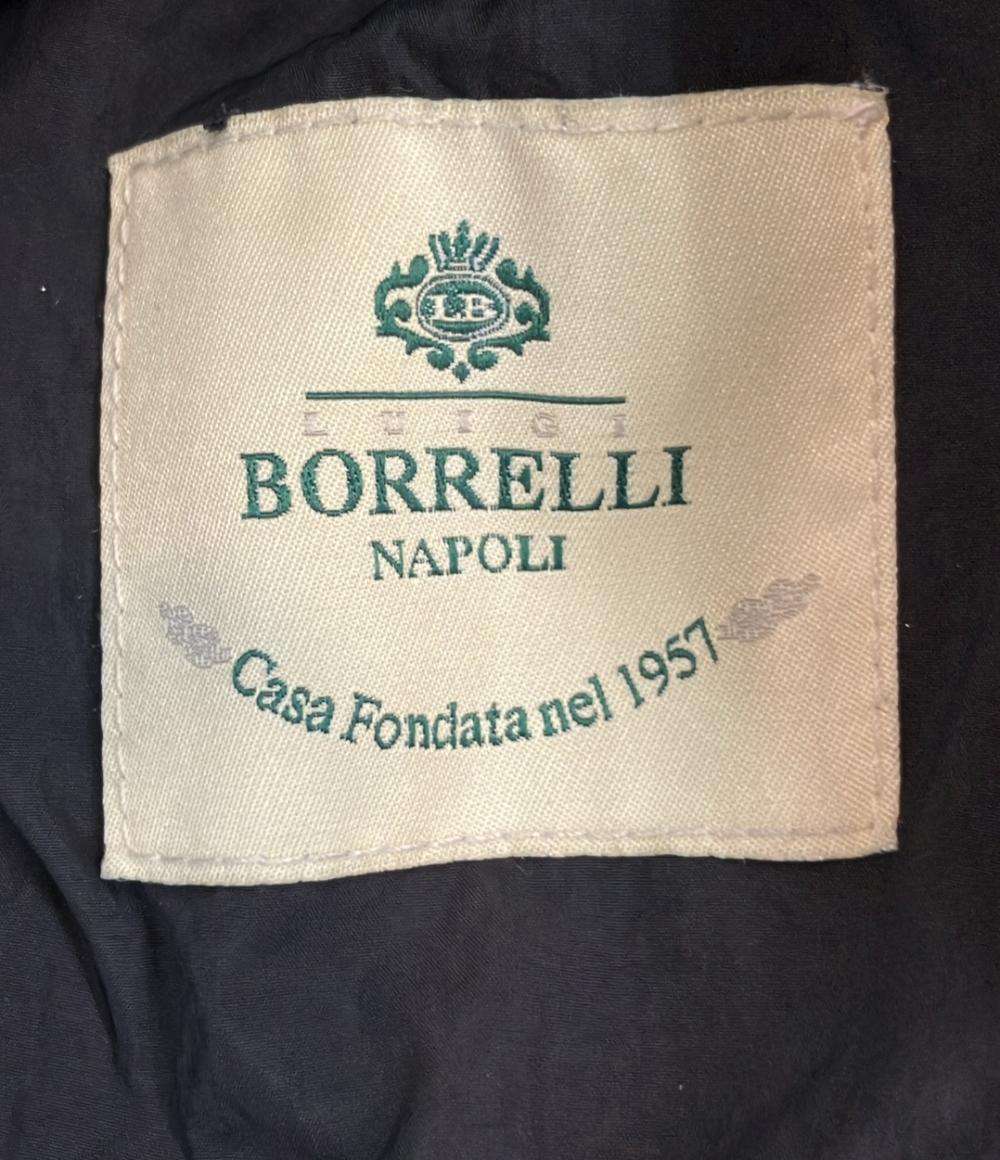 LB
LUIGI
BORRELLI
NAPOLI
Casa Fondata nel 1957